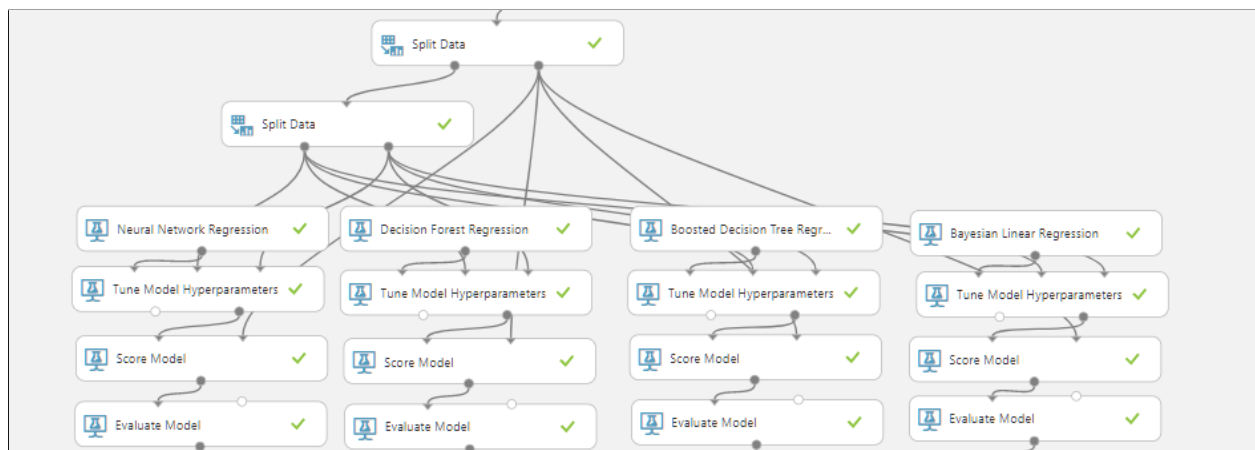 Split Data
Split Data
Neural Network Regression
Decision Forest Regression
Boosted Decision Tree Regr...
Bayesian Linear Regression
Tune Model Hyperparameters
Tune Model Hyperparameters
Tune Model Hyperparameters
Tune Model Hyperparameters
Score Model
Score Model
Score Model
Score Model
Evaluate Model
Evaluate Model
Evaluate Model
Evaluate Model